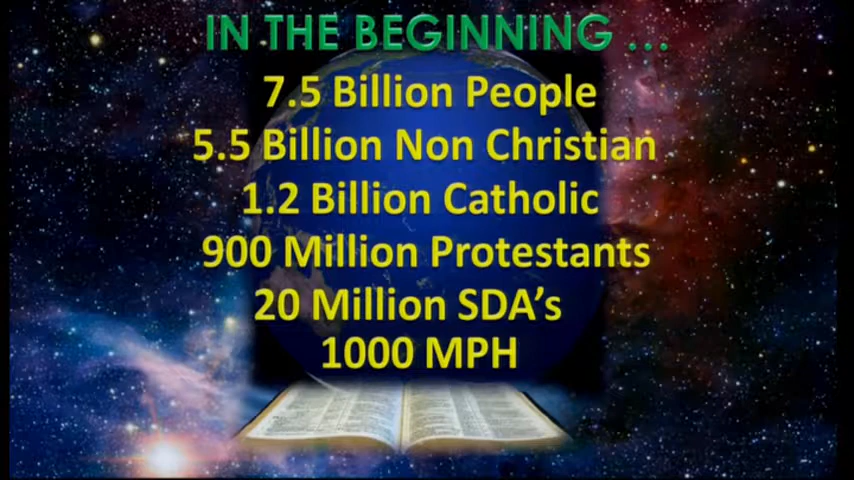 IN THE BEGINNING ...
7.5 Billion People
5.5 Billion Non Christian
1.2 Billion Catholic
900 Million Protestants
20 Million SDA's
1000 MPH